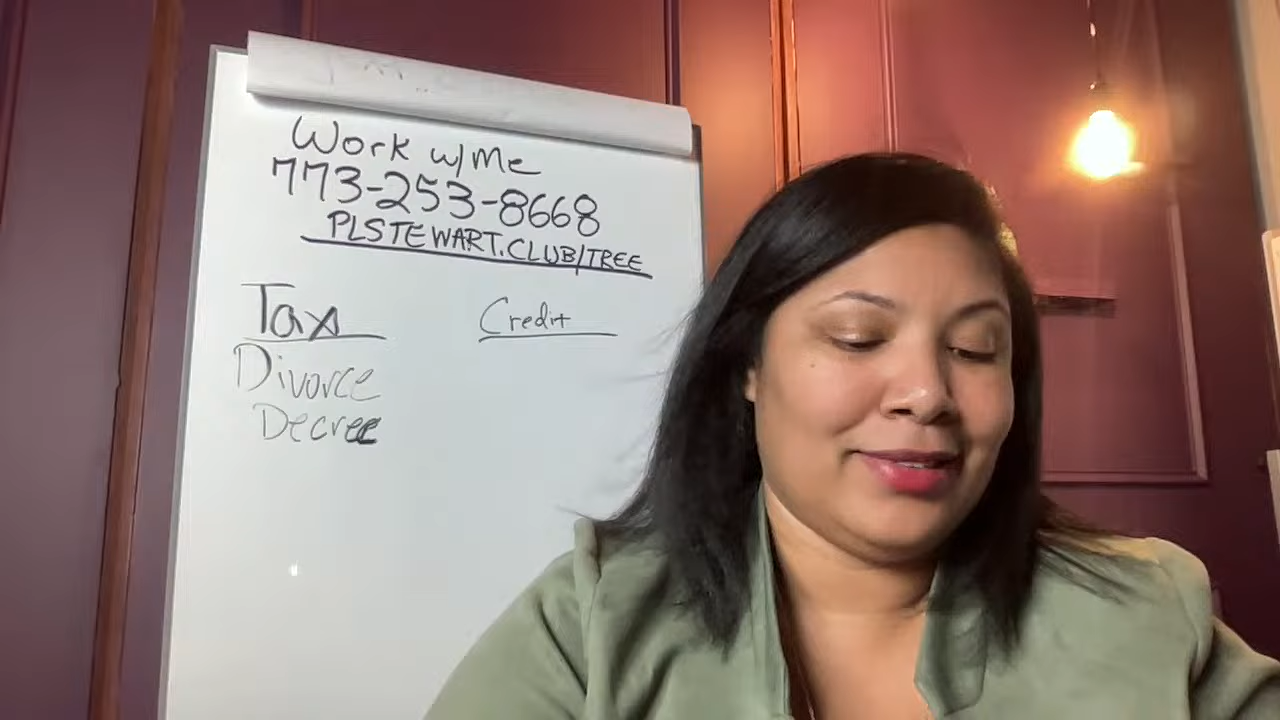 Work w/Me
773-253-8668
PLSTEWART.CLUB/TREE
Tax
Credit
Divorce
Decree